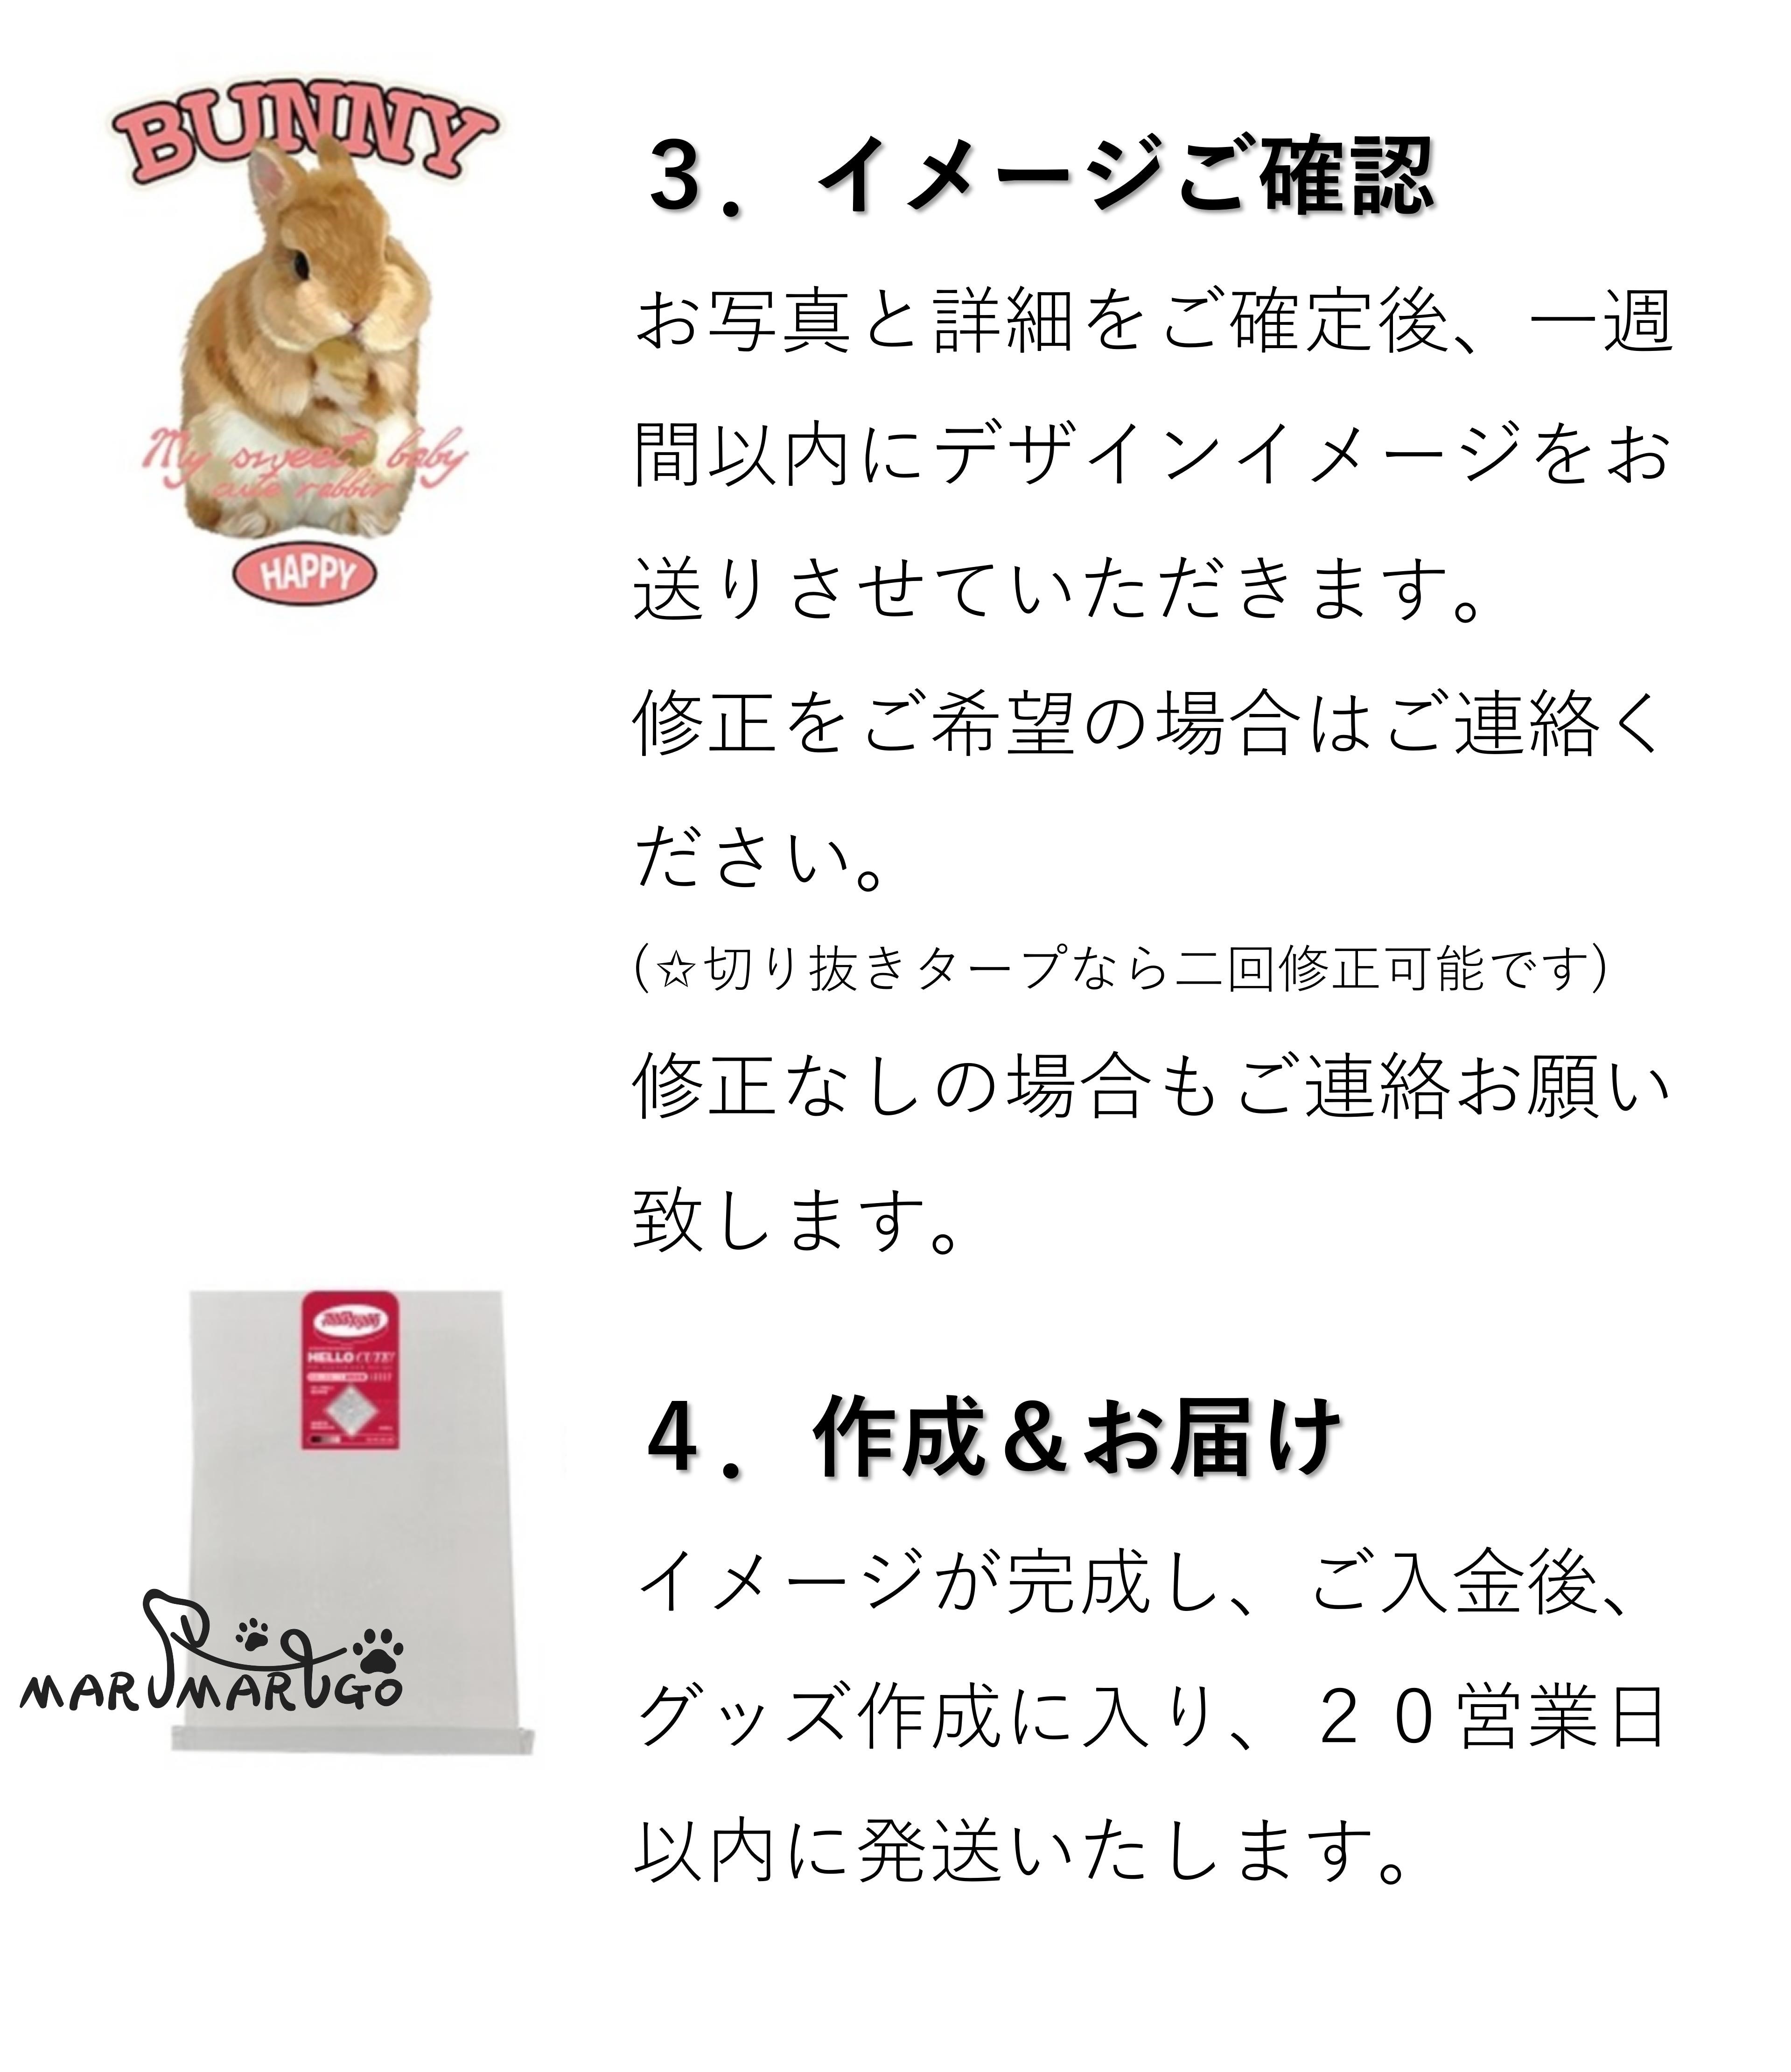 BUNNY
My sweet baby
cute rabbit
HAPPY
３．イメージご確認
お写真と詳細をご確定後、一週
間以内にデザインイメージをお
送りさせていただきます。
修正をご希望の場合はご連絡く
ださい。
(☆切り抜きタープなら二回修正可能です)
修正なしの場合もご連絡お願い
致します。
HELLO CUTIE
MARUMARUGO
４．作成＆お届け
イメージが完成し、ご入金後、
グッズ作成に入り、２０営業日
以内に発送いたします。